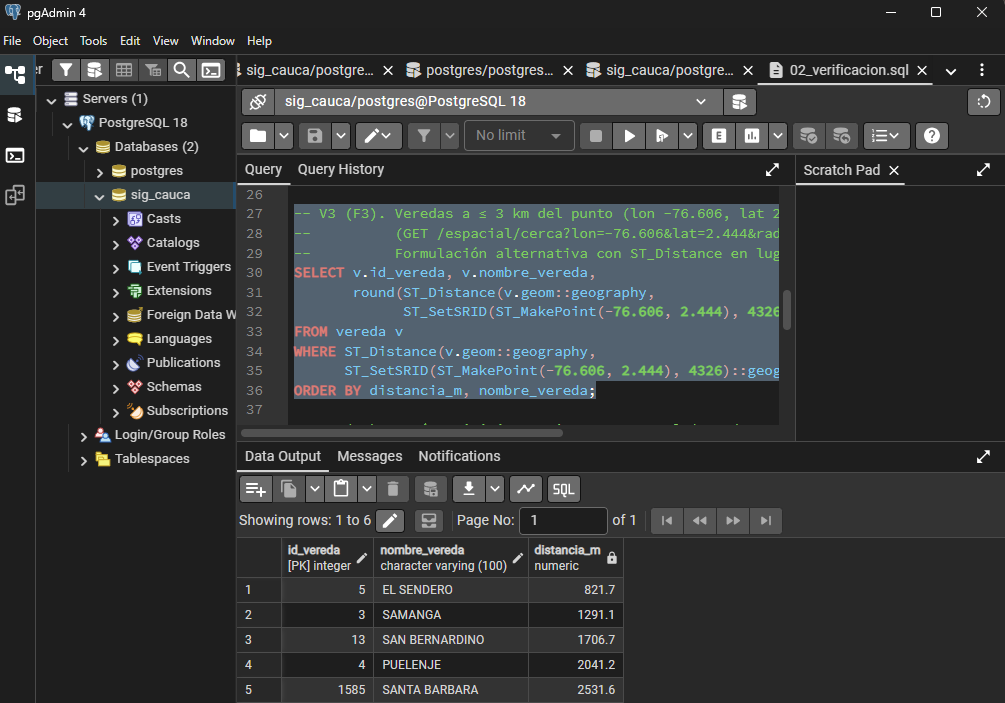 pgAdmin 4
File Object Tools Edit View Window Help
sig_cauca/postgre... postgres/postgres... sig_cauca/postgre... 02_verificacion.sql
Servers (1)
PostgreSQL 18
Databases (2)
postgres
sig_cauca
Casts
Catalogs
Event Triggers
Extensions
Foreign Data W
Languages
Publications
Schemas
Subscriptions
Login/Group Roles
Tablespaces
sig_cauca/postgres@PostgreSQL 18
No limit
E
Query Query History
Scratch Pad
26
27 -- V3 (F3). Veredas a ≤ 3 km del punto (lon -76.606, lat 2
28 -- (GET /espacial/cerca?lon=-76.606&lat=2.444&rad
29 -- Formulación alternativa con ST_Distance en lug
30 SELECT v.id_vereda, v.nombre_vereda,
31 round(ST_Distance(v.geom::geography,
32 ST_SetSRID(ST_MakePoint(-76.606, 2.444), 4326
33 FROM vereda v
34 WHERE ST_Distance(v.geom::geography,
35 ST_SetSRID(ST_MakePoint(-76.606, 2.444), 4326)::geog
36 ORDER BY distancia_m, nombre_vereda;
37
Data Output Messages Notifications
SQL
Showing rows: 1 to 6 Page No: 1 of 1
id_vereda nombre_vereda distancia_m
[PK] integer character varying (100) numeric
1 5 EL SENDERO 821.7
2 3 SAMANGA 1291.1
3 13 SAN BERNARDINO 1706.7
4 4 PUELENJE 2041.2
5 1585 SANTA BARBARA 2531.6